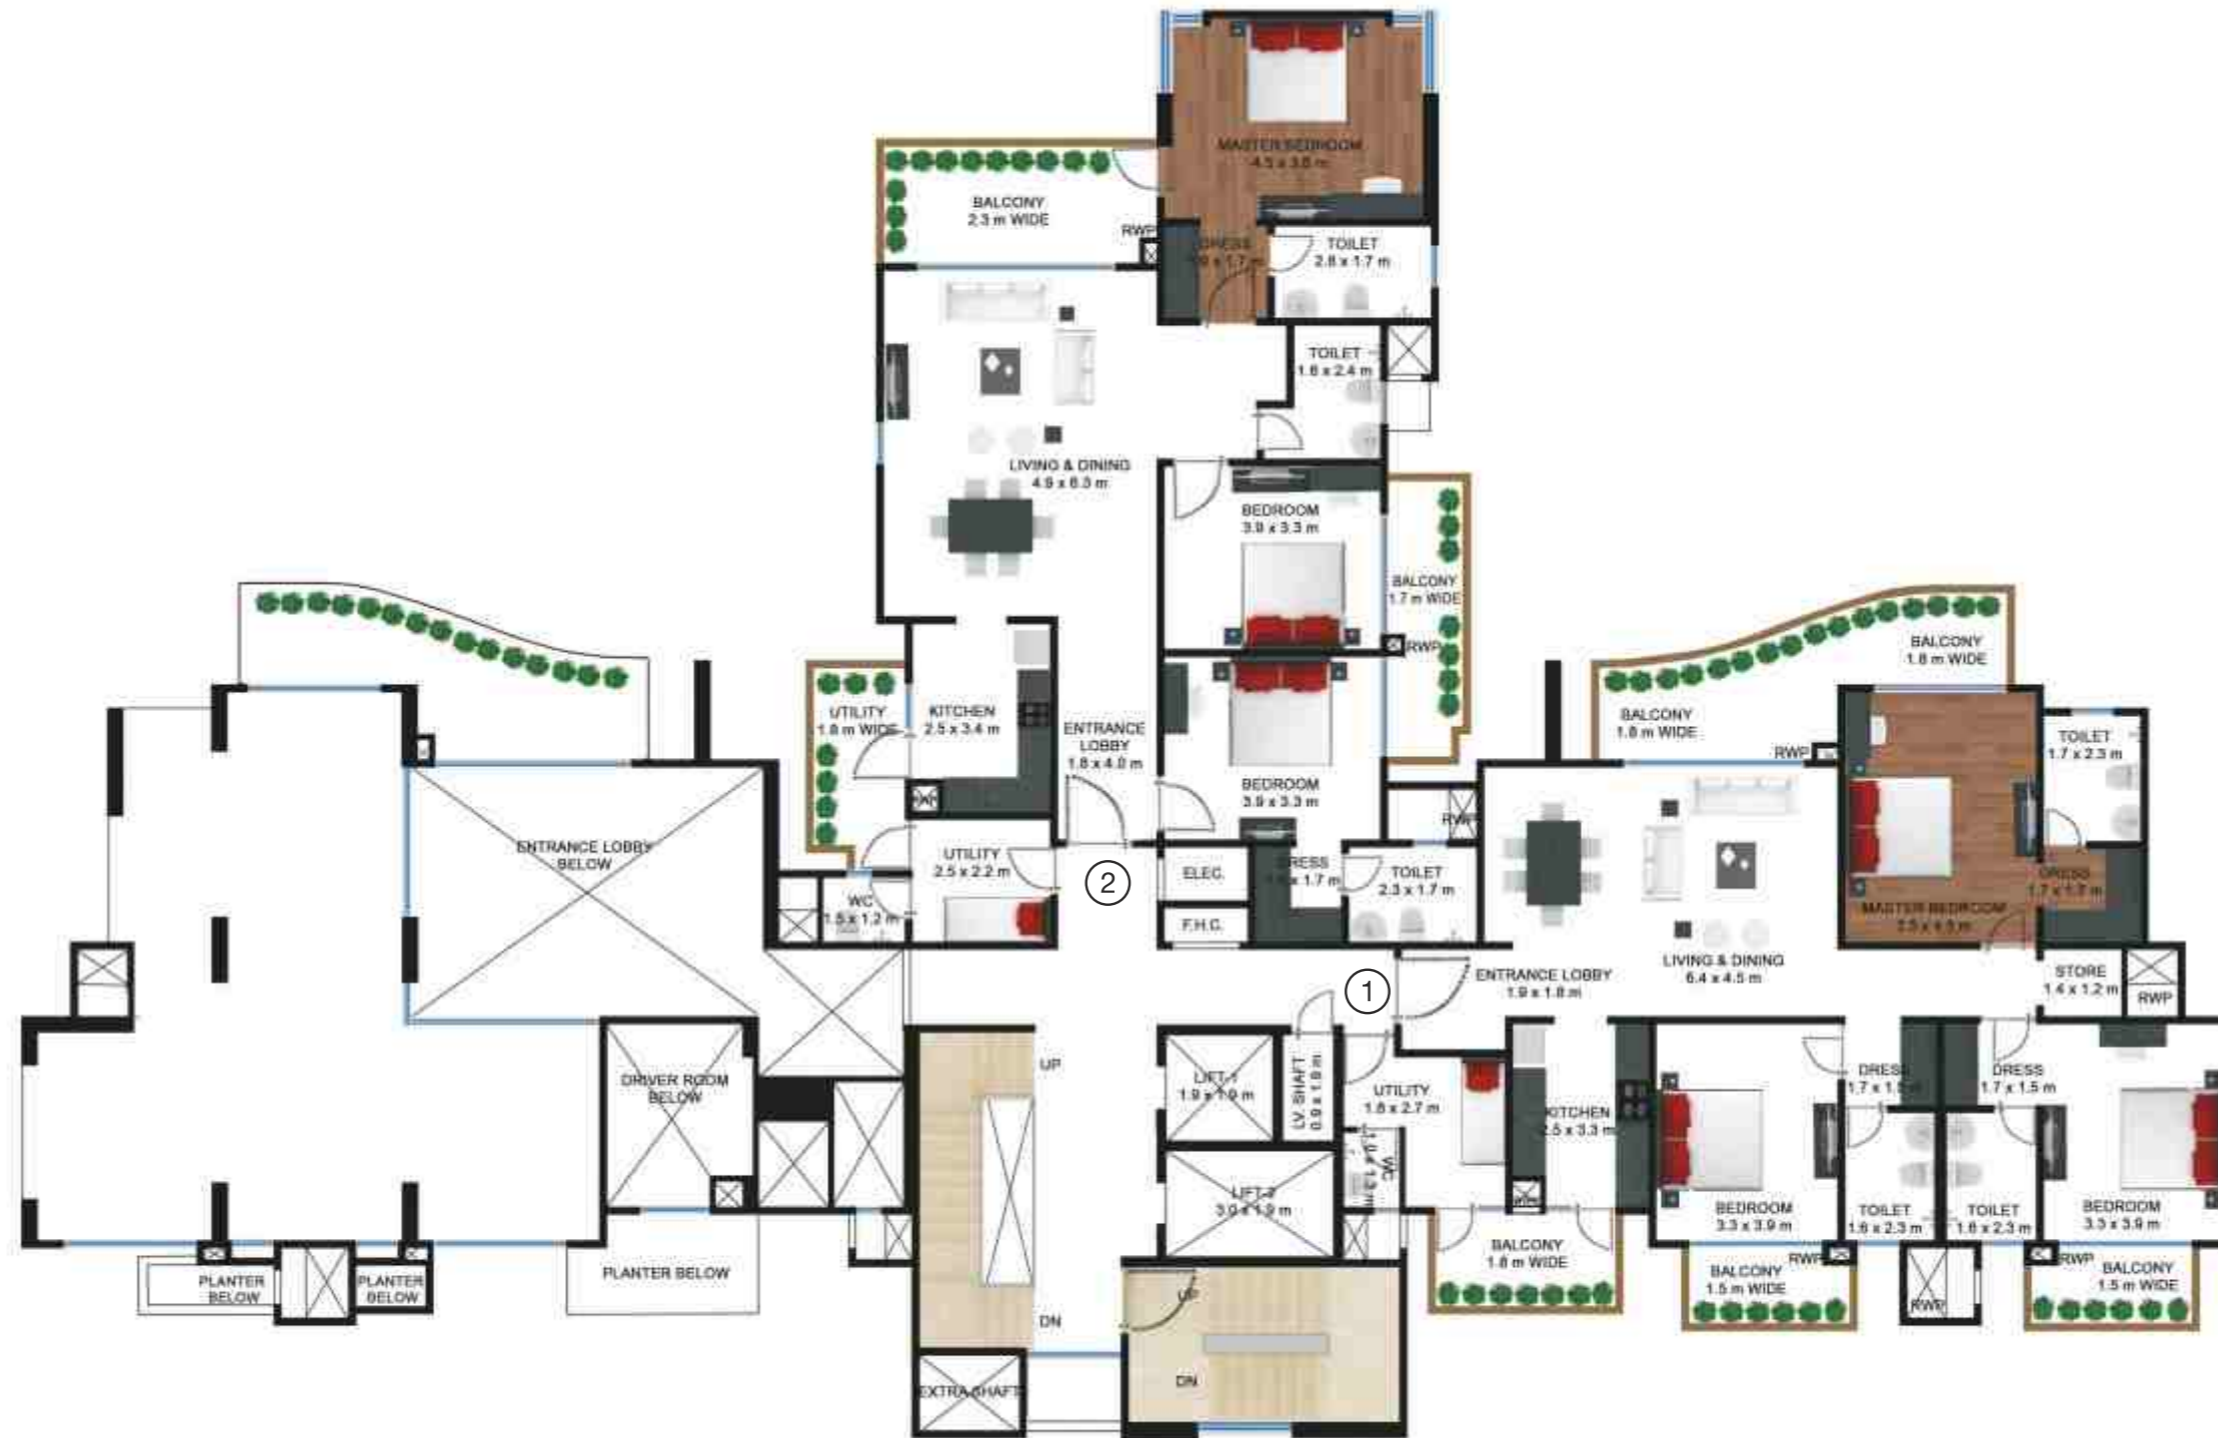 MASTER BEDROOM
BALCONY
2.3 m WIDE
RWP
DRESS
TOILET
2.8 x 1.7 m
TOILET
1.6 x 2.4 m
LIVING & DINING
4.9 x 6.3 m
BEDROOM
3.9 x 3.3 m
BALCONY
1.7 m WIDE
RWP
UTILITY
1.8 m WIDE
KITCHEN
2.5 x 3.4 m
ENTRANCE
LOBBY
1.8 x 4.0 m
BEDROOM
3.9 x 3.3 m
RWP
UTILITY
2.5 x 2.2 m
2
ELEC.
F.H.C.
DRESS
TOILET
2.3 x 1.7 m
WC
1.5 x 1.2 m
ENTRANCE LOBBY
BELOW
BALCONY
1.8 m WIDE
BALCONY
1.8 m WIDE
RWP
TOILET
1.7 x 2.3 m
DRESS
1.7 x 1.7 m
MASTER BEDROOM
LIVING & DINING
6.4 x 4.5 m
ENTRANCE LOBBY
1.9 x 1.8 m
1
STORE
1.4 x 1.2 m
RWP
DRIVER ROOM
BELOW
UP
LIFT-1
1.9 x 1.9 m
LV. SHAFT
0.9 x 1.8 m
UTILITY
1.8 x 2.7 m
KITCHEN
2.5 x 3.3 m
DRESS
DRESS
1.7 x 1.5 m
WC
LIFT-2
3.0 x 1.9 m
BEDROOM
3.3 x 3.9 m
TOILET
1.6 x 2.3 m
TOILET
1.6 x 2.3 m
BEDROOM
3.3 x 3.9 m
BALCONY
1.8 m WIDE
RWP
BALCONY
1.5 m WIDE
RWP
RWP
BALCONY
1.5 m WIDE
PLANTER
BELOW
PLANTER
BELOW
PLANTER BELOW
UP
DN
DN
EXTRA SHAFT